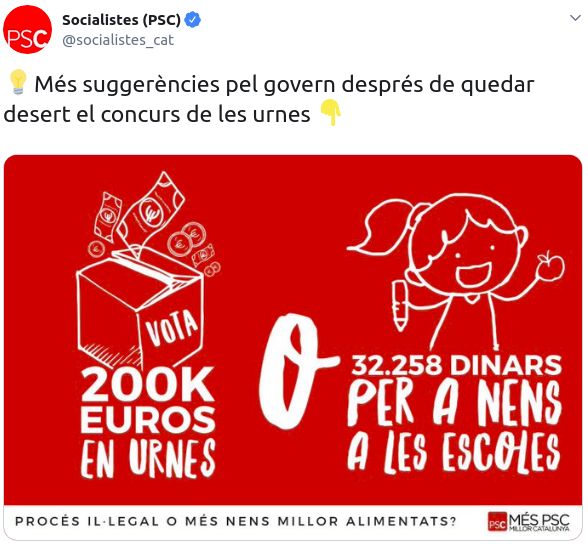 Socialistes (PSC)
@socialistes_cat
Més suggerències pel govern després de quedar
desert el concurs de les urnes
VOTA
200K
EUROS
EN URNES
O
32.258 DINARS
PER A NENS
A LES ESCOLES
PROCÉS IL·LEGAL O MÉS NENS MILLOR ALIMENTATS?
PSC MÉS PSC
MILLOR CATALUNYA